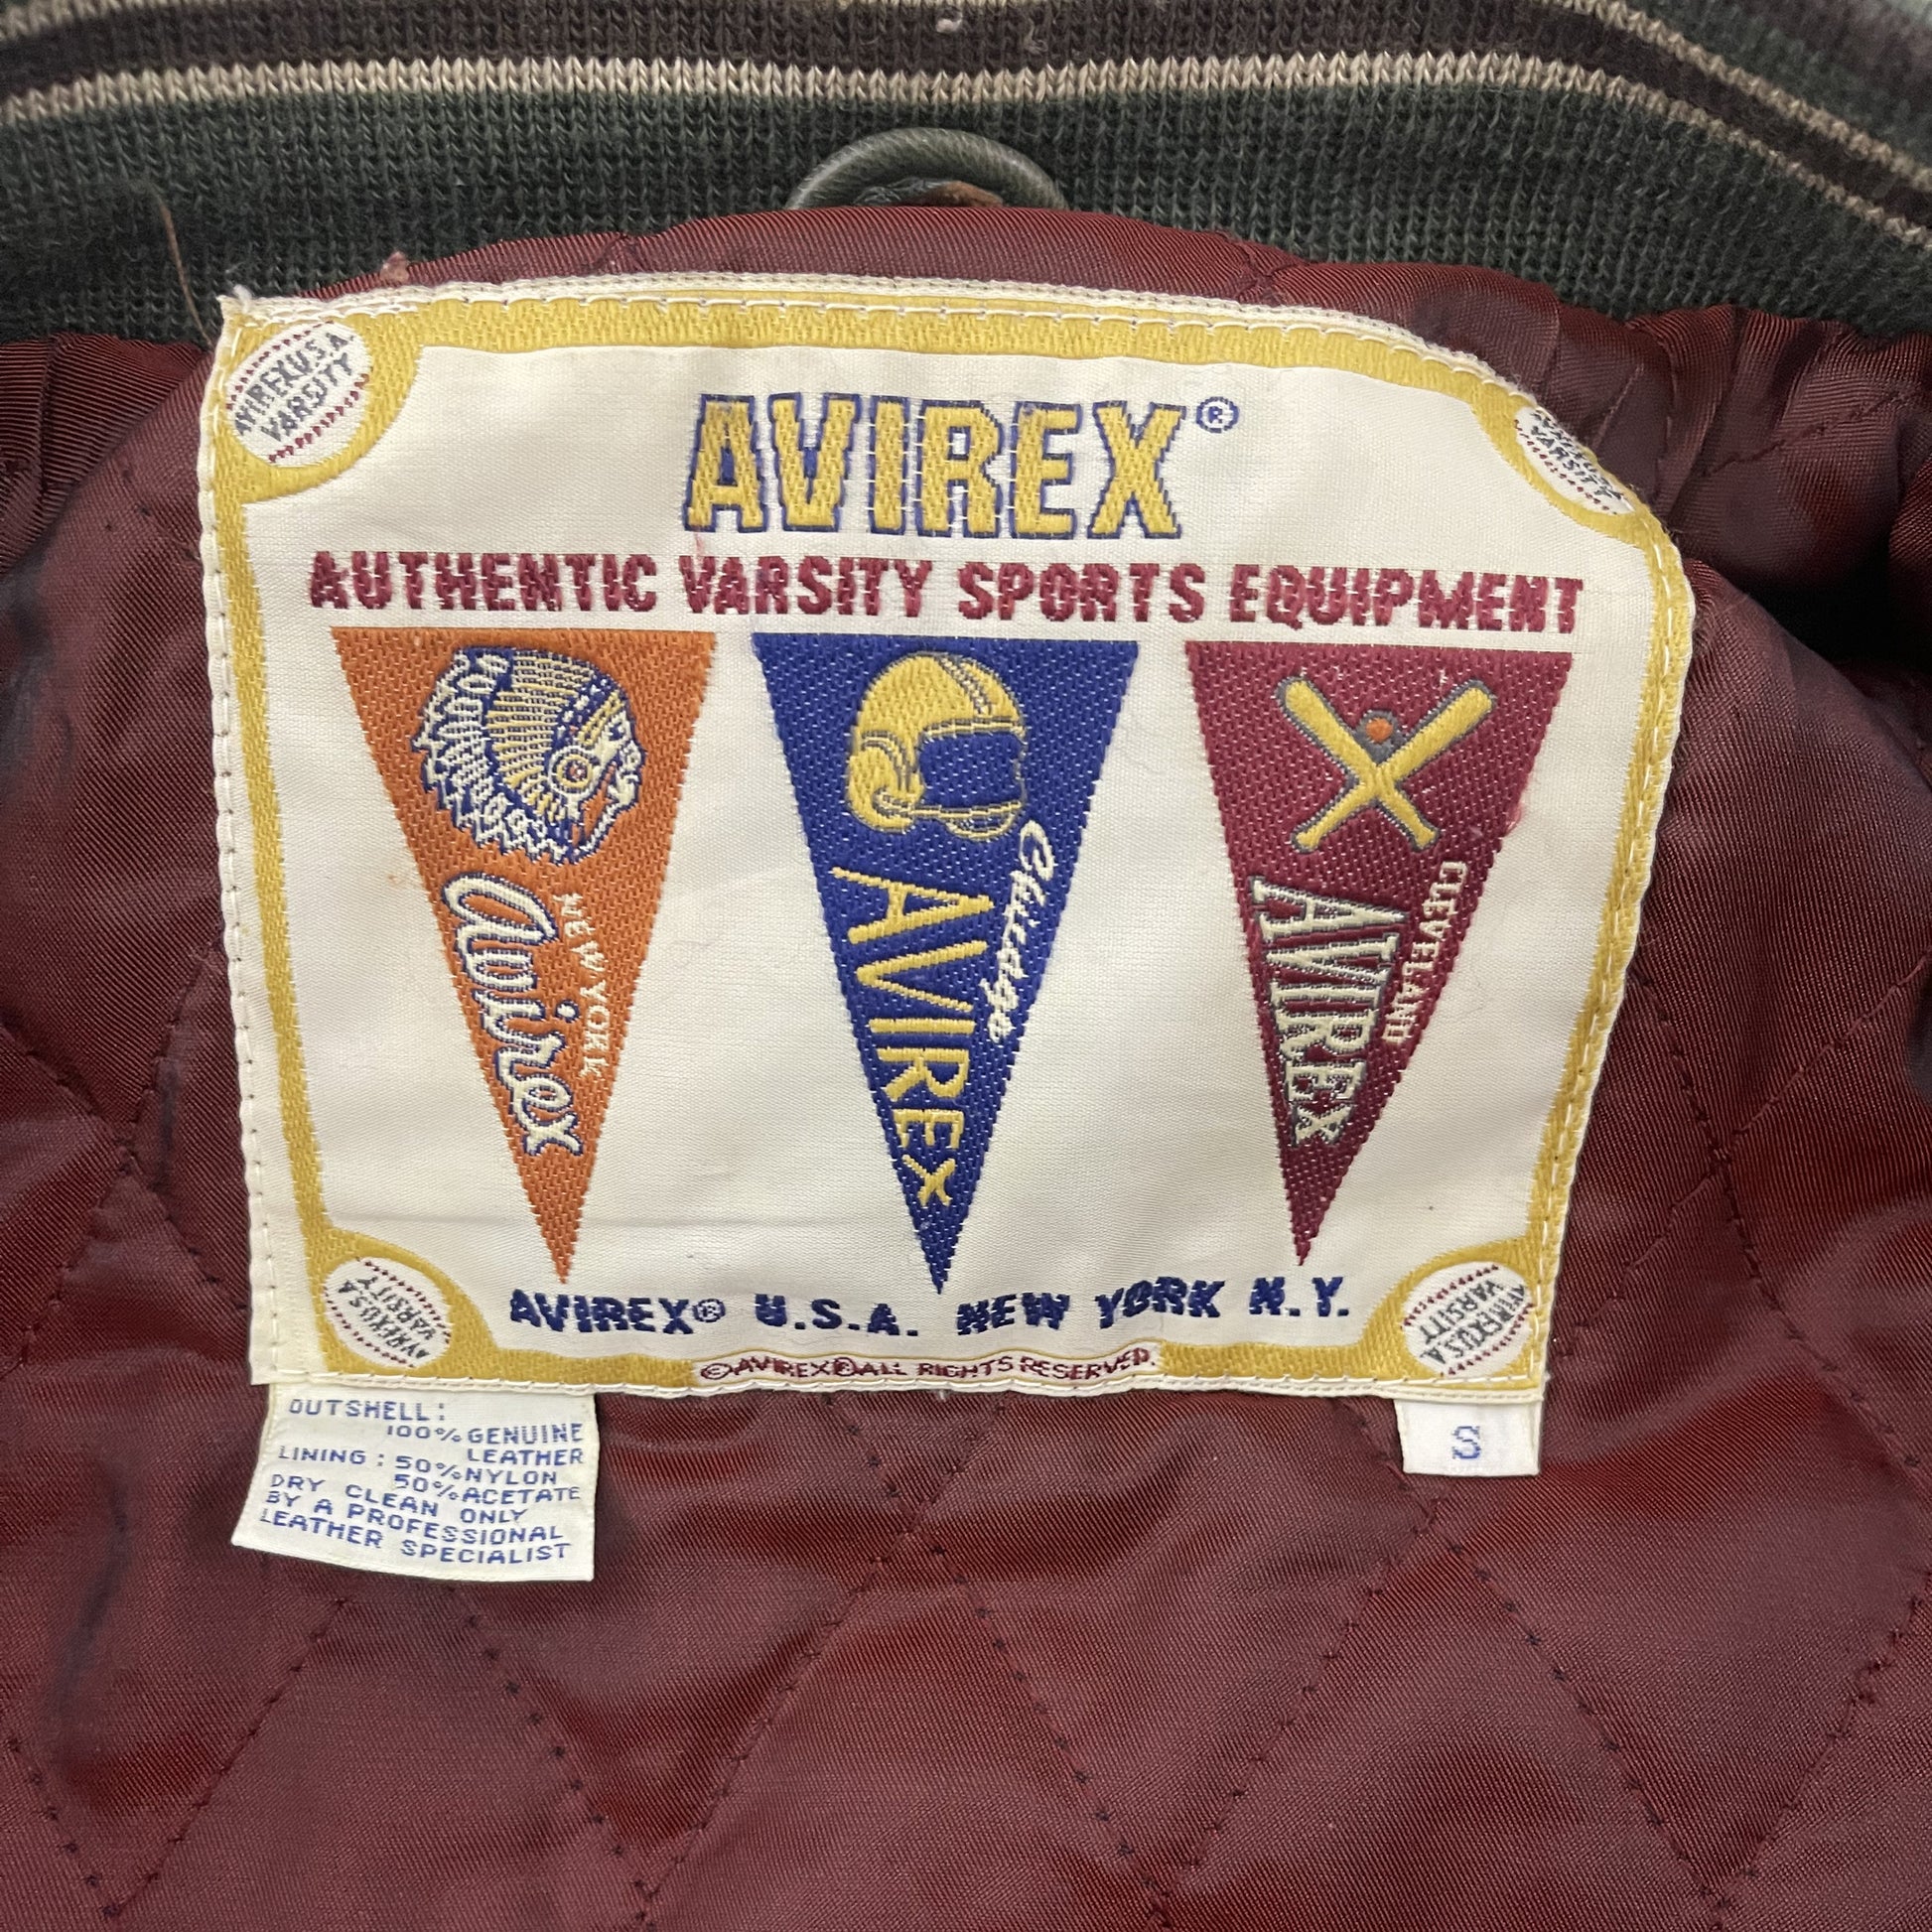 AVIREX®
AUTHENTIC VARSITY SPORTS EQUIPMENT
AVIREX U.S.A.
VARSITY
VARSITY
NEW YORK
Avirex
Chicago
AVIREX
CLEVELAND
AVIREX
AVIREX U.S.A
VARSITY
AVIREX U.S.A
VARSITY
AVIREX® U.S.A. NEW YORK N.Y.
©AVIREX®ALL RIGHTS RESERVED.
OUTSHELL:
100% GENUINE
LEATHER
LINING: 50% NYLON
50% ACETATE
DRY CLEAN ONLY
BY A PROFESSIONAL
LEATHER SPECIALIST
S